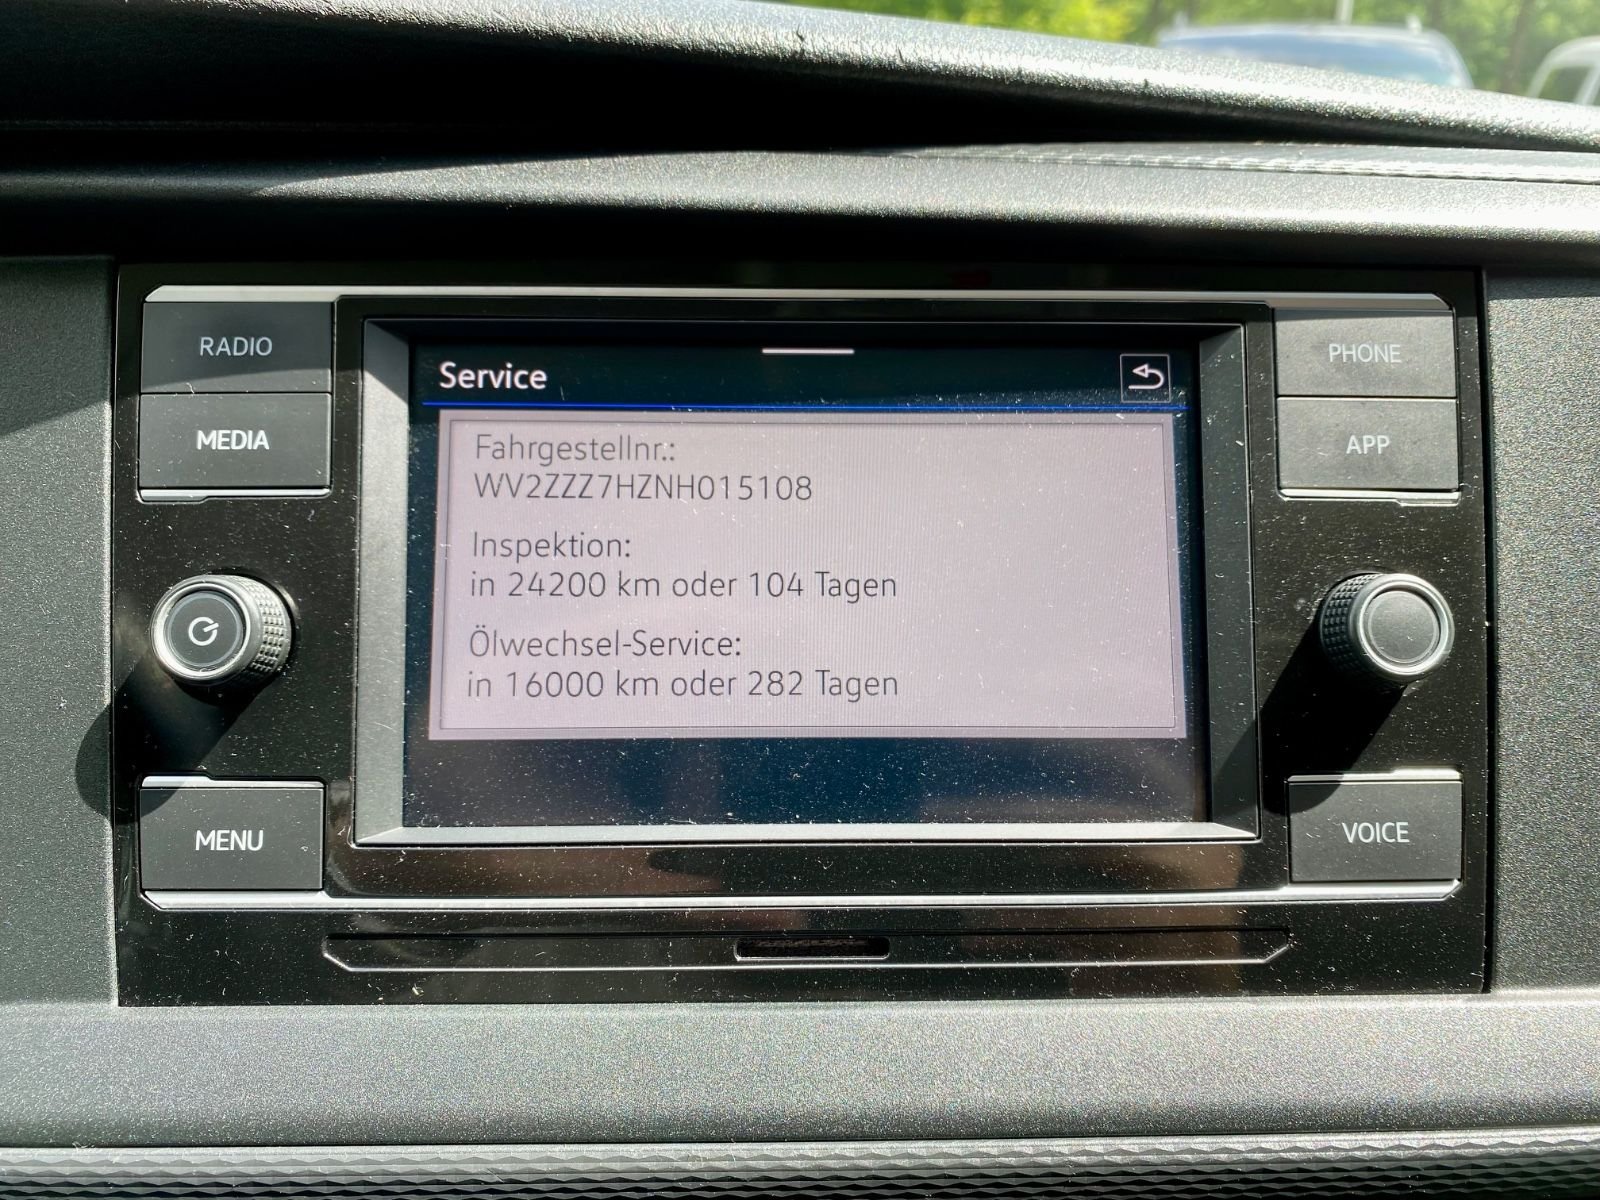 RADIO
MEDIA
MENU
Service
Fahrgestellnr.:
WV2ZZZ7HZNH015108
Inspektion:
in 24200 km oder 104 Tagen
Ölwechsel-Service:
in 16000 km oder 282 Tagen
PHONE
APP
VOICE